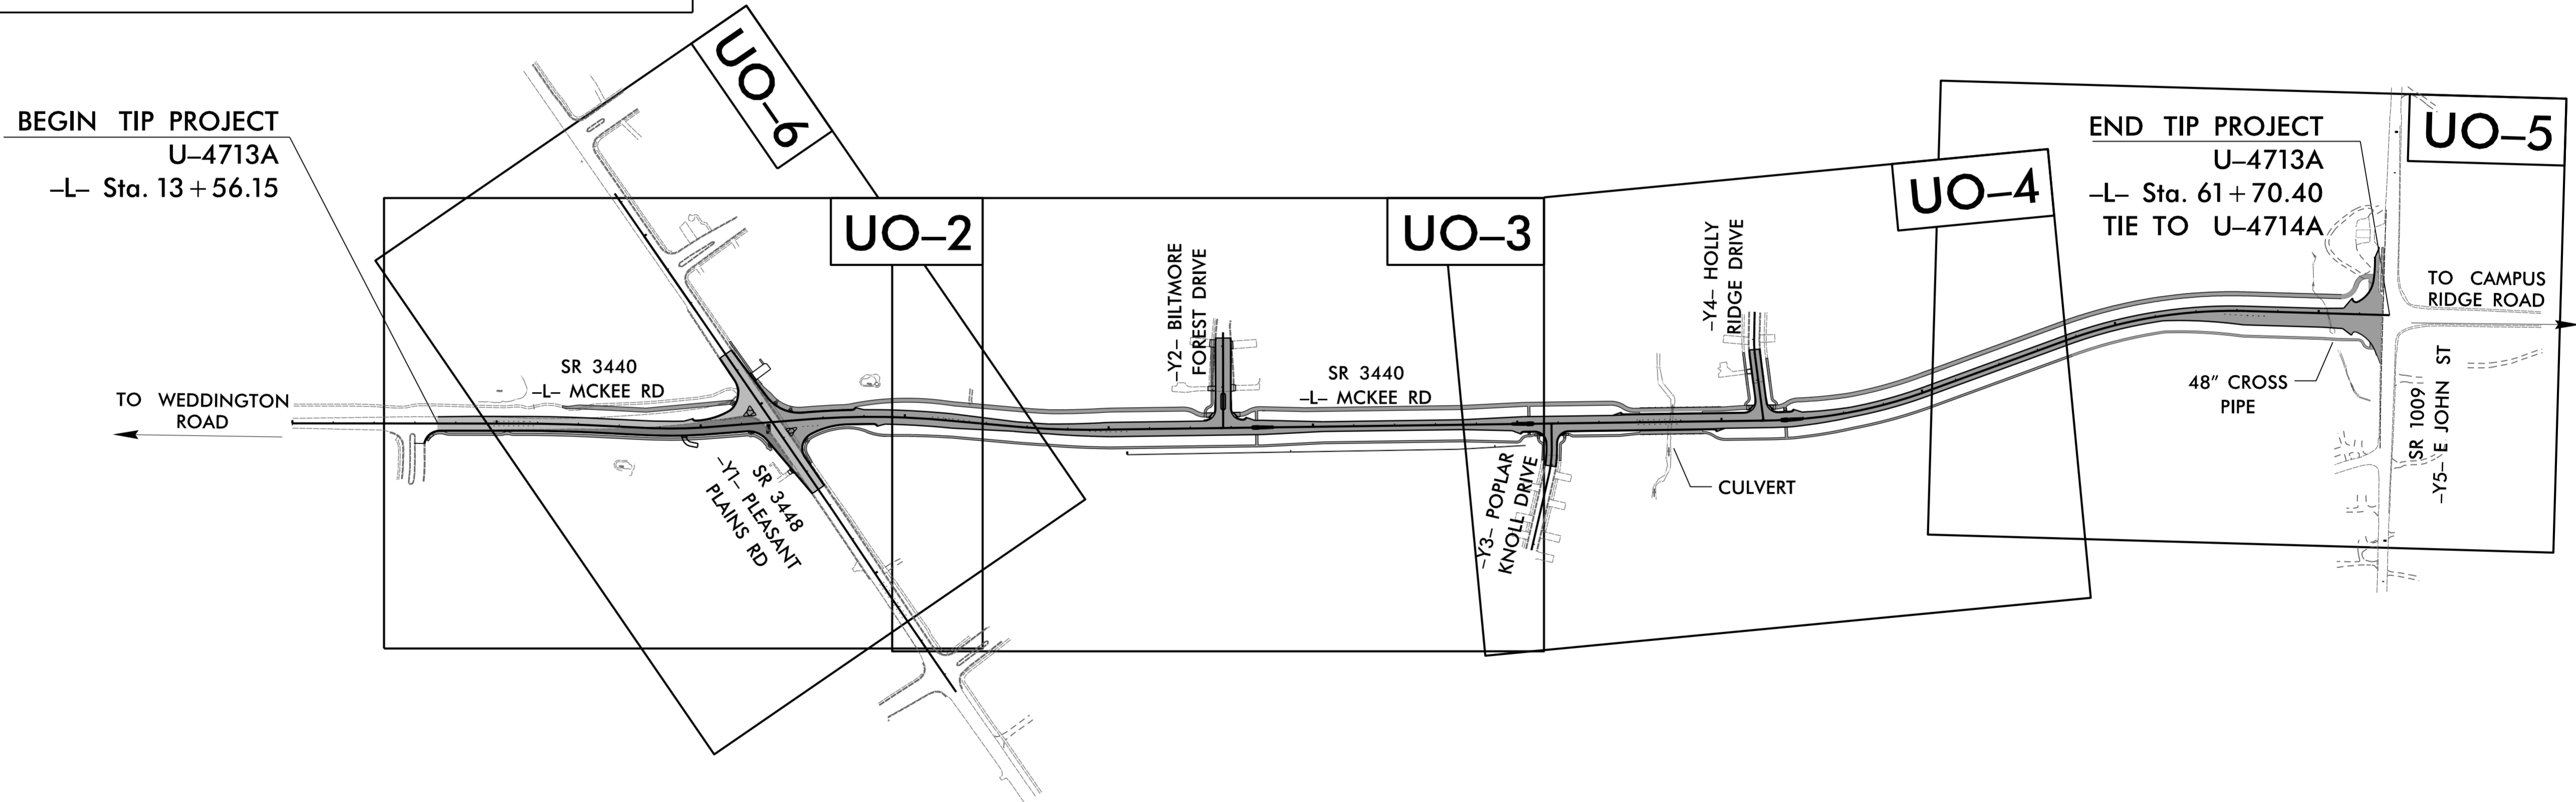 BEGIN TIP PROJECT
U–4713A
–L– Sta. 13+56.15
UO–6
UO–2
UO–3
UO–4
UO–5
END TIP PROJECT
U–4713A
–L– Sta. 61+70.40
TIE TO U–4714A
TO WEDDINGTON
ROAD
SR 3440
–L– MCKEE RD
SR 3448
–Y1– PLEASANT
PLAINS RD
–Y2– BILTMORE
FOREST DRIVE
SR 3440
–L– MCKEE RD
–Y3– POPLAR
KNOLL DRIVE
–Y4– HOLLY
RIDGE DRIVE
CULVERT
48" CROSS
PIPE
TO CAMPUS
RIDGE ROAD
SR 1009
–Y5– E JOHN ST